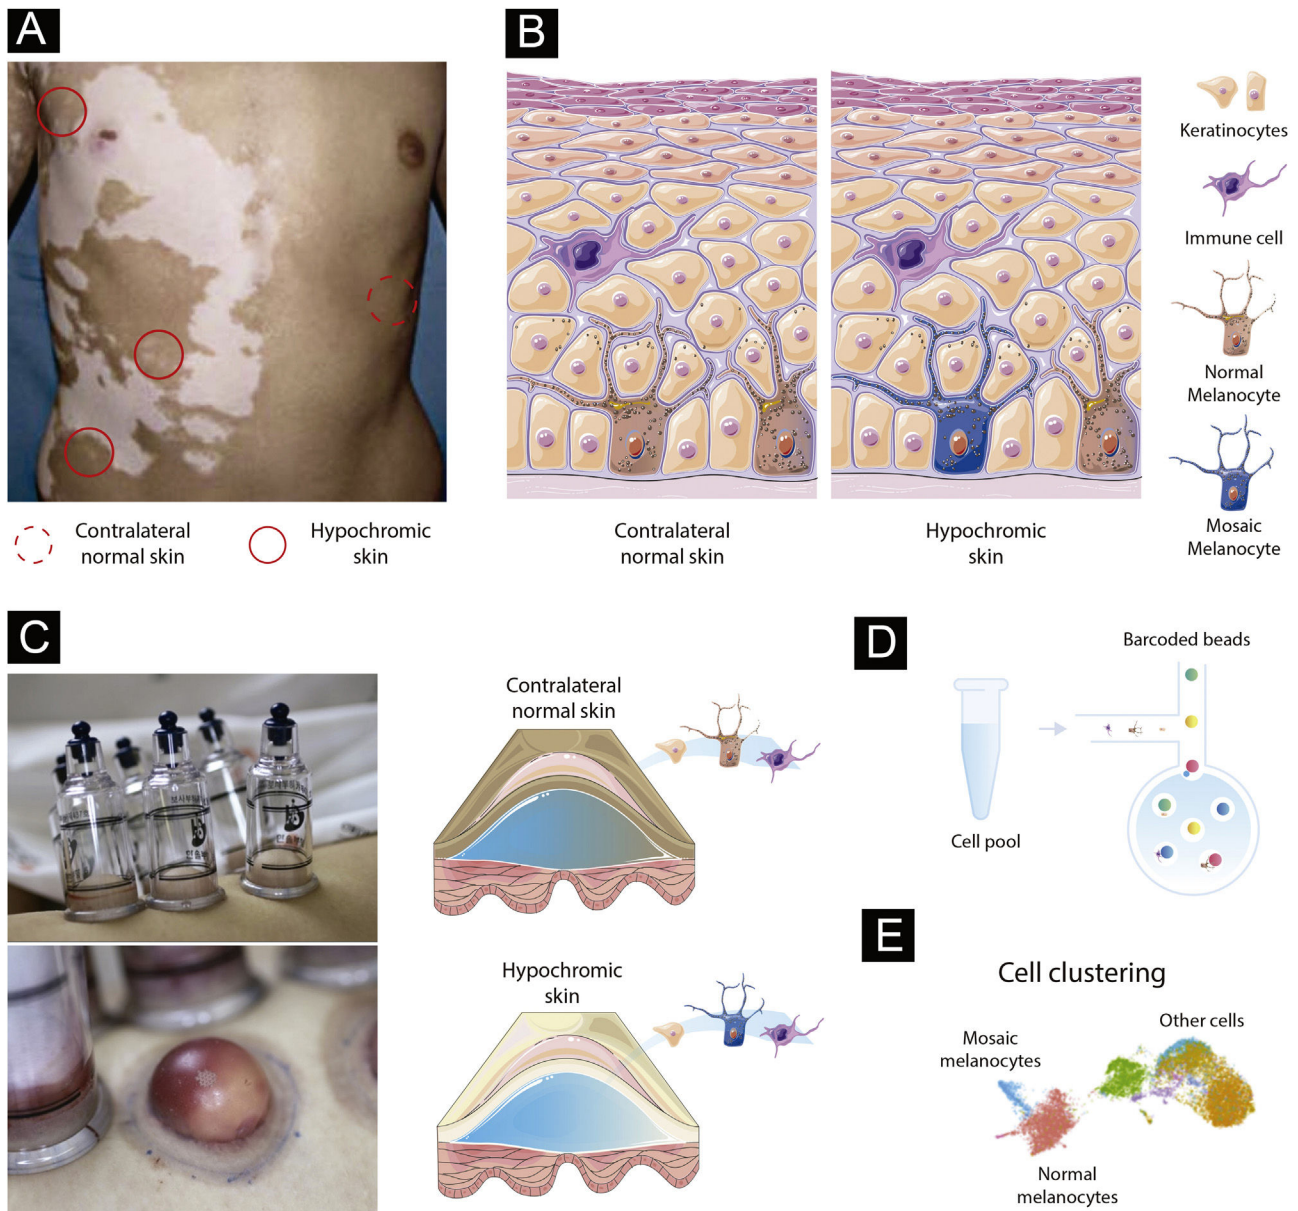 A
B
Keratinocytes
Immune cell
Normal
Melanocyte
Mosaic
Melanocyte
Contralateral
normal skin
Hypochromic
skin
Contralateral
normal skin
Hypochromic
skin
C
Contralateral
normal skin
Hypochromic
skin
D
Barcoded beads
Cell pool
E
Cell clustering
Mosaic
melanocytes
Other cells
Normal
melanocytes